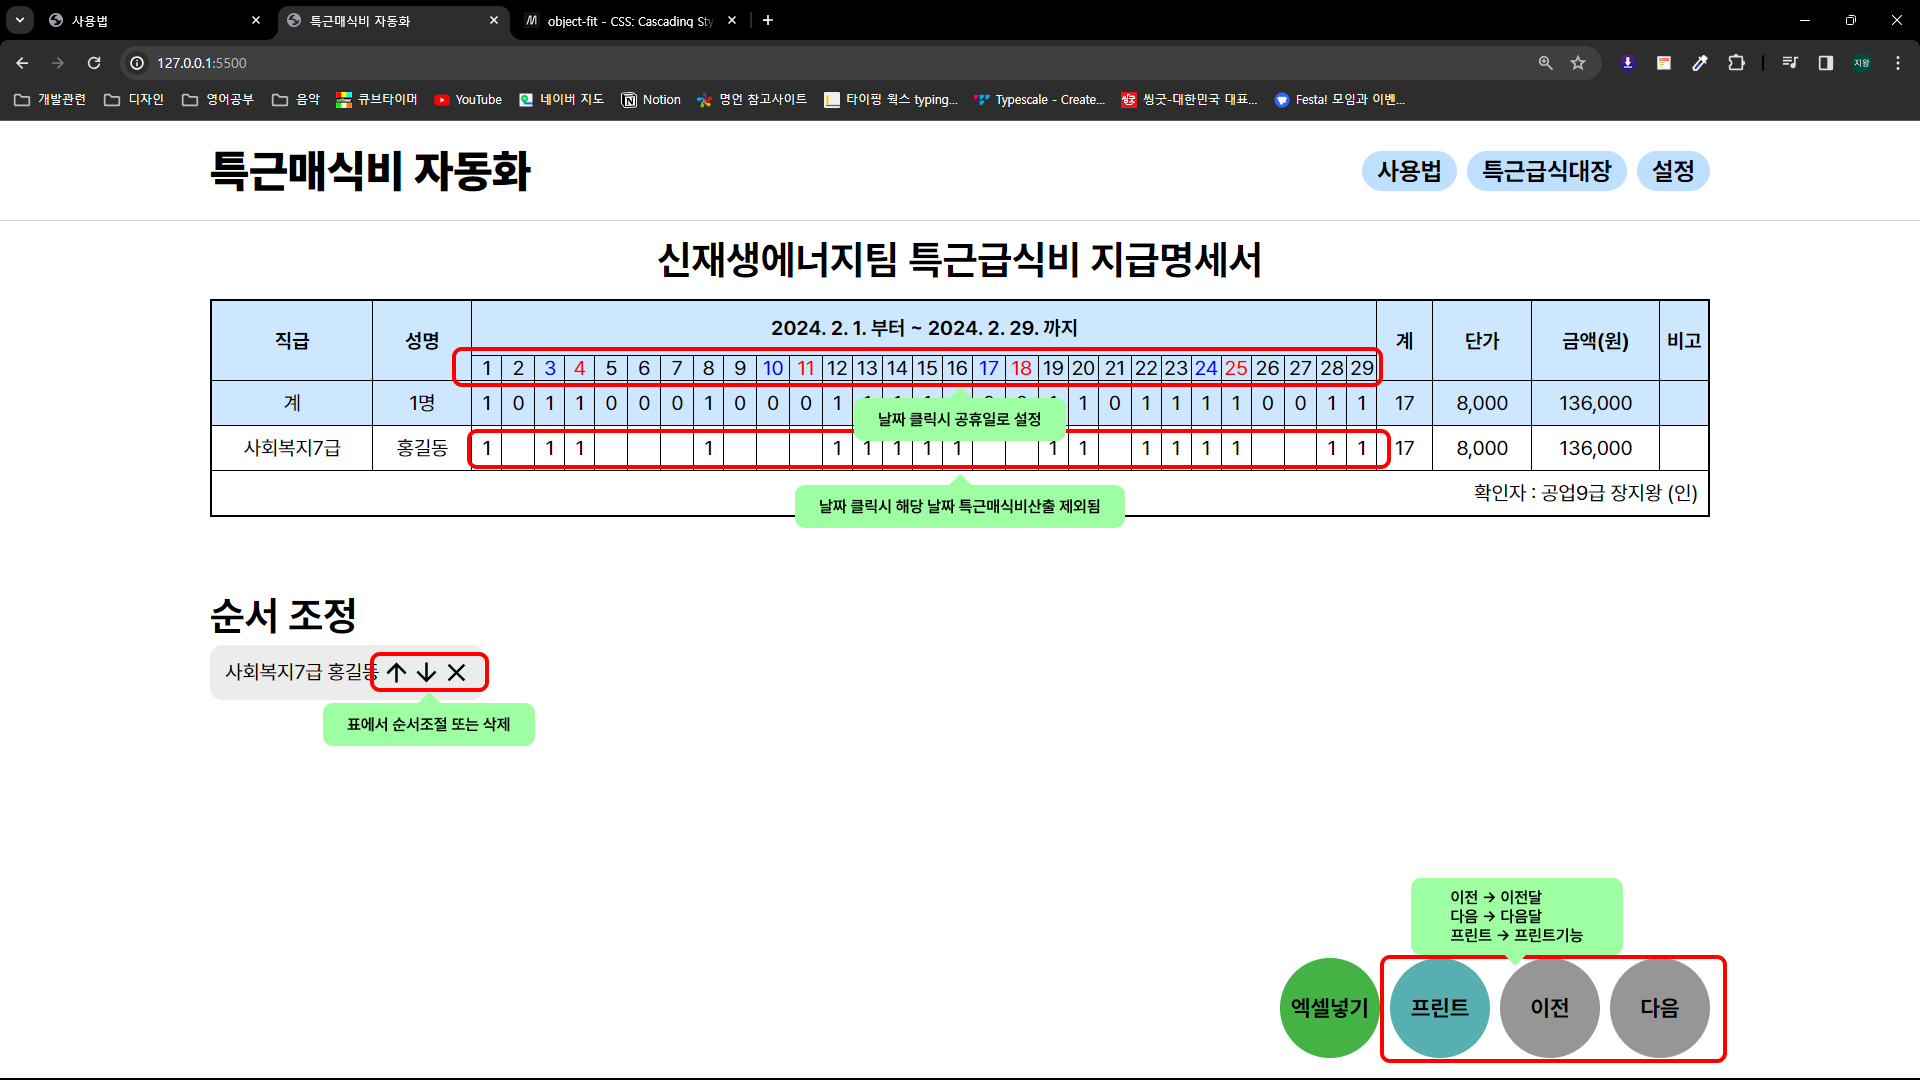 사용법
특근매식비 자동화
object-fit - CSS: Cascading Sty
127.0.0.1:5500
지왕
개발관련
디자인
영어공부
음악
큐브타이머
YouTube
네이버 지도
Notion
명언 참고사이트
타이핑 웍스 typing...
Typescale - Create...
씽굿-대한민국 대표...
Festa! 모임과 이벤...
특근매식비 자동화
사용법 특근급식대장 설정
신재생에너지팀 특근급식비 지급명세서
직급 성명 2024. 2. 1. 부터 ~ 2024. 2. 29. 까지 계 단가 금액(원) 비고
1 2 3 4 5 6 7 8 9 10 11 12 13 14 15 16 17 18 19 20 21 22 23 24 25 26 27 28 29
계 1명 1 0 1 1 0 0 0 1 0 0 0 1 1 0 1 1 1 1 0 0 1 1 17 8,000 136,000
날짜 클릭시 공휴일로 설정
사회복지7급 홍길동 1 1 1 1 1 1 1 1 1 1 1 1 1 1 1 1 1 17 8,000 136,000
확인자 : 공업9급 장지왕 (인)
날짜 클릭시 해당 날짜 특근매식비산출 제외됨
순서 조정
사회복지7급 홍길동 ↑ ↓ ×
표에서 순서조절 또는 삭제
이전 → 이전달
다음 → 다음달
프린트 → 프린트기능
엑셀넣기 프린트 이전 다음